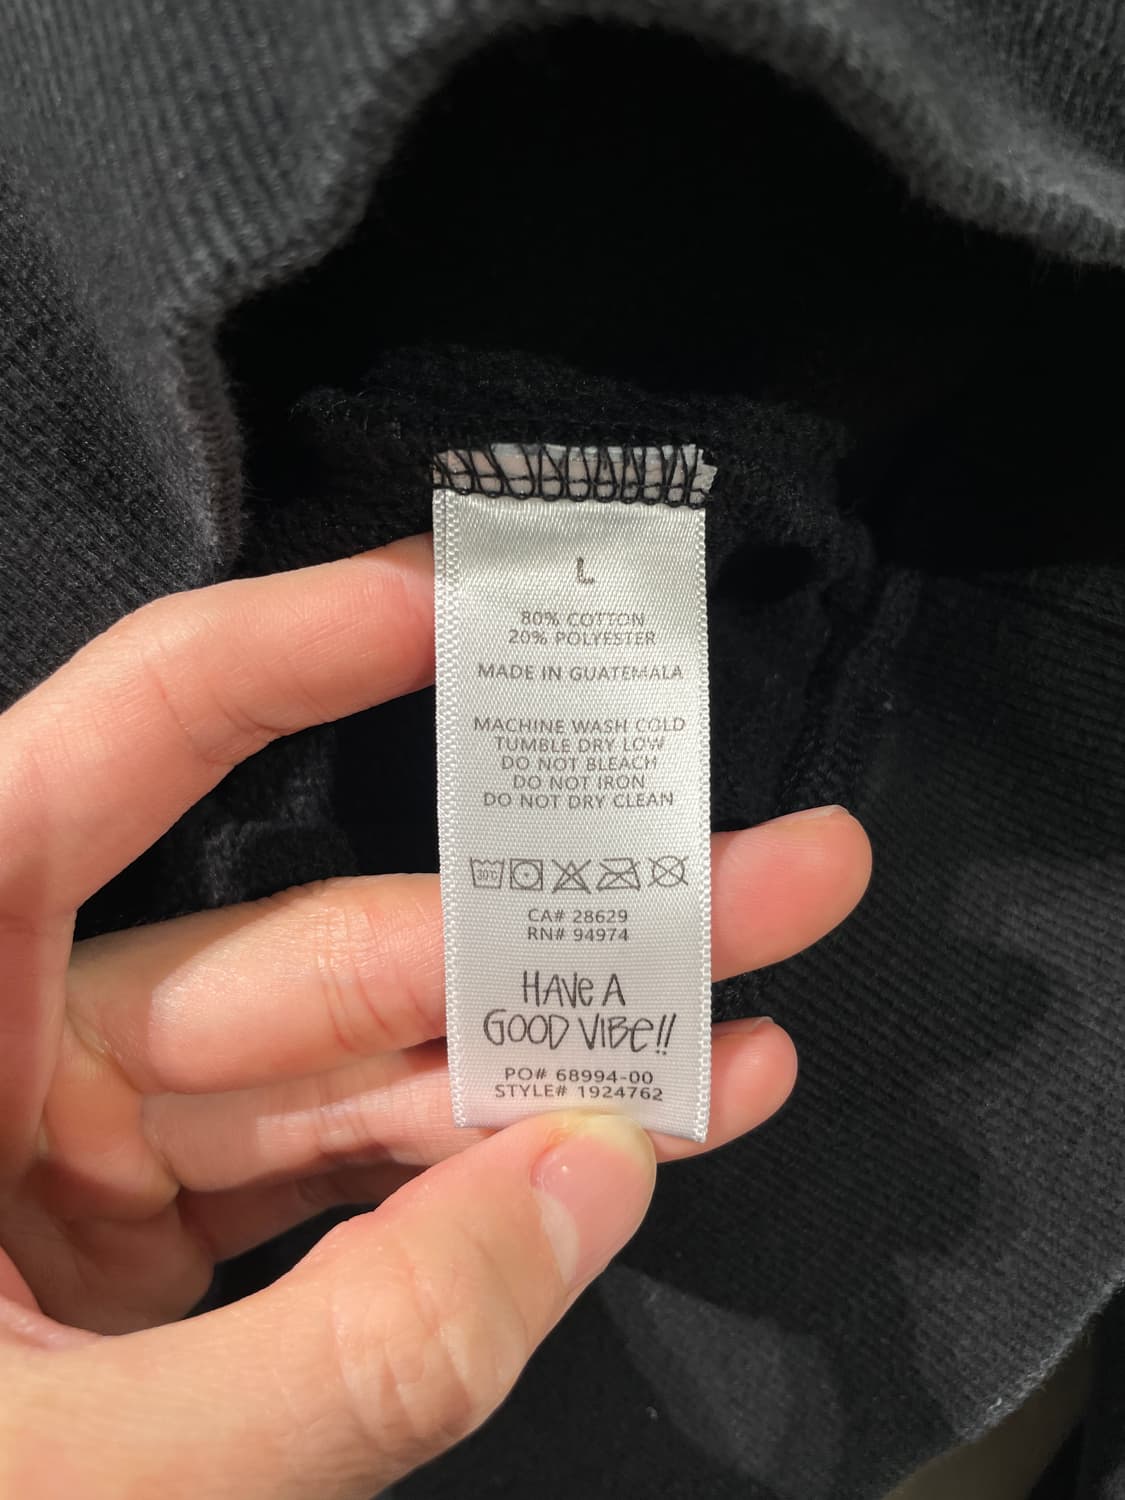 L
80% COTTON
20% POLYESTER
MADE IN GUATEMALA
MACHINE WASH COLD
TUMBLE DRY LOW
DO NOT BLEACH
DO NOT IRON
DO NOT DRY CLEAN
30°C
CA# 28629
RN# 94974
HAVe A
GOOD VIBe!!
PO# 68994-00
STYLE# 1924762